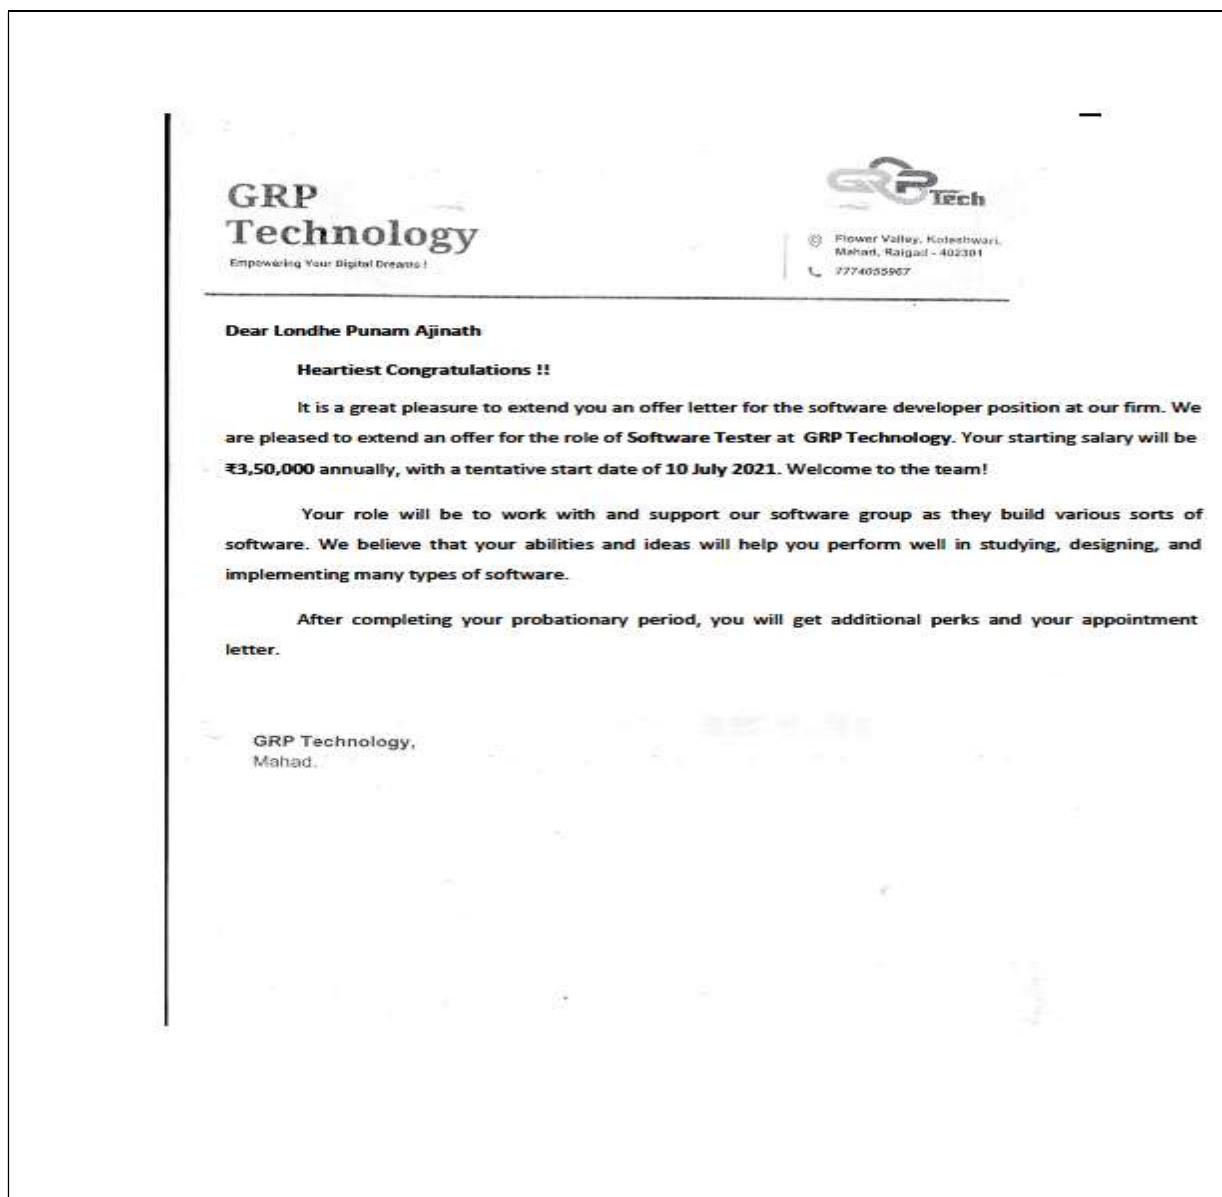 GRP
Technology
Empowering Your Digital Dreams !
GRP
Tech
Flower Valley, Koteshwari,
Mahad, Raigad - 402301
7774055967
Dear Londhe Punam Ajinath
Heartiest Congratulations !!
It is a great pleasure to extend you an offer letter for the software developer position at our firm. We
are pleased to extend an offer for the role of Software Tester at GRP Technology. Your starting salary will be
₹3,50,000 annually, with a tentative start date of 10 July 2021. Welcome to the team!
Your role will be to work with and support our software group as they build various sorts of
software. We believe that your abilities and ideas will help you perform well in studying, designing, and
implementing many types of software.
After completing your probationary period, you will get additional perks and your appointment
letter.
GRP Technology,
Mahad.